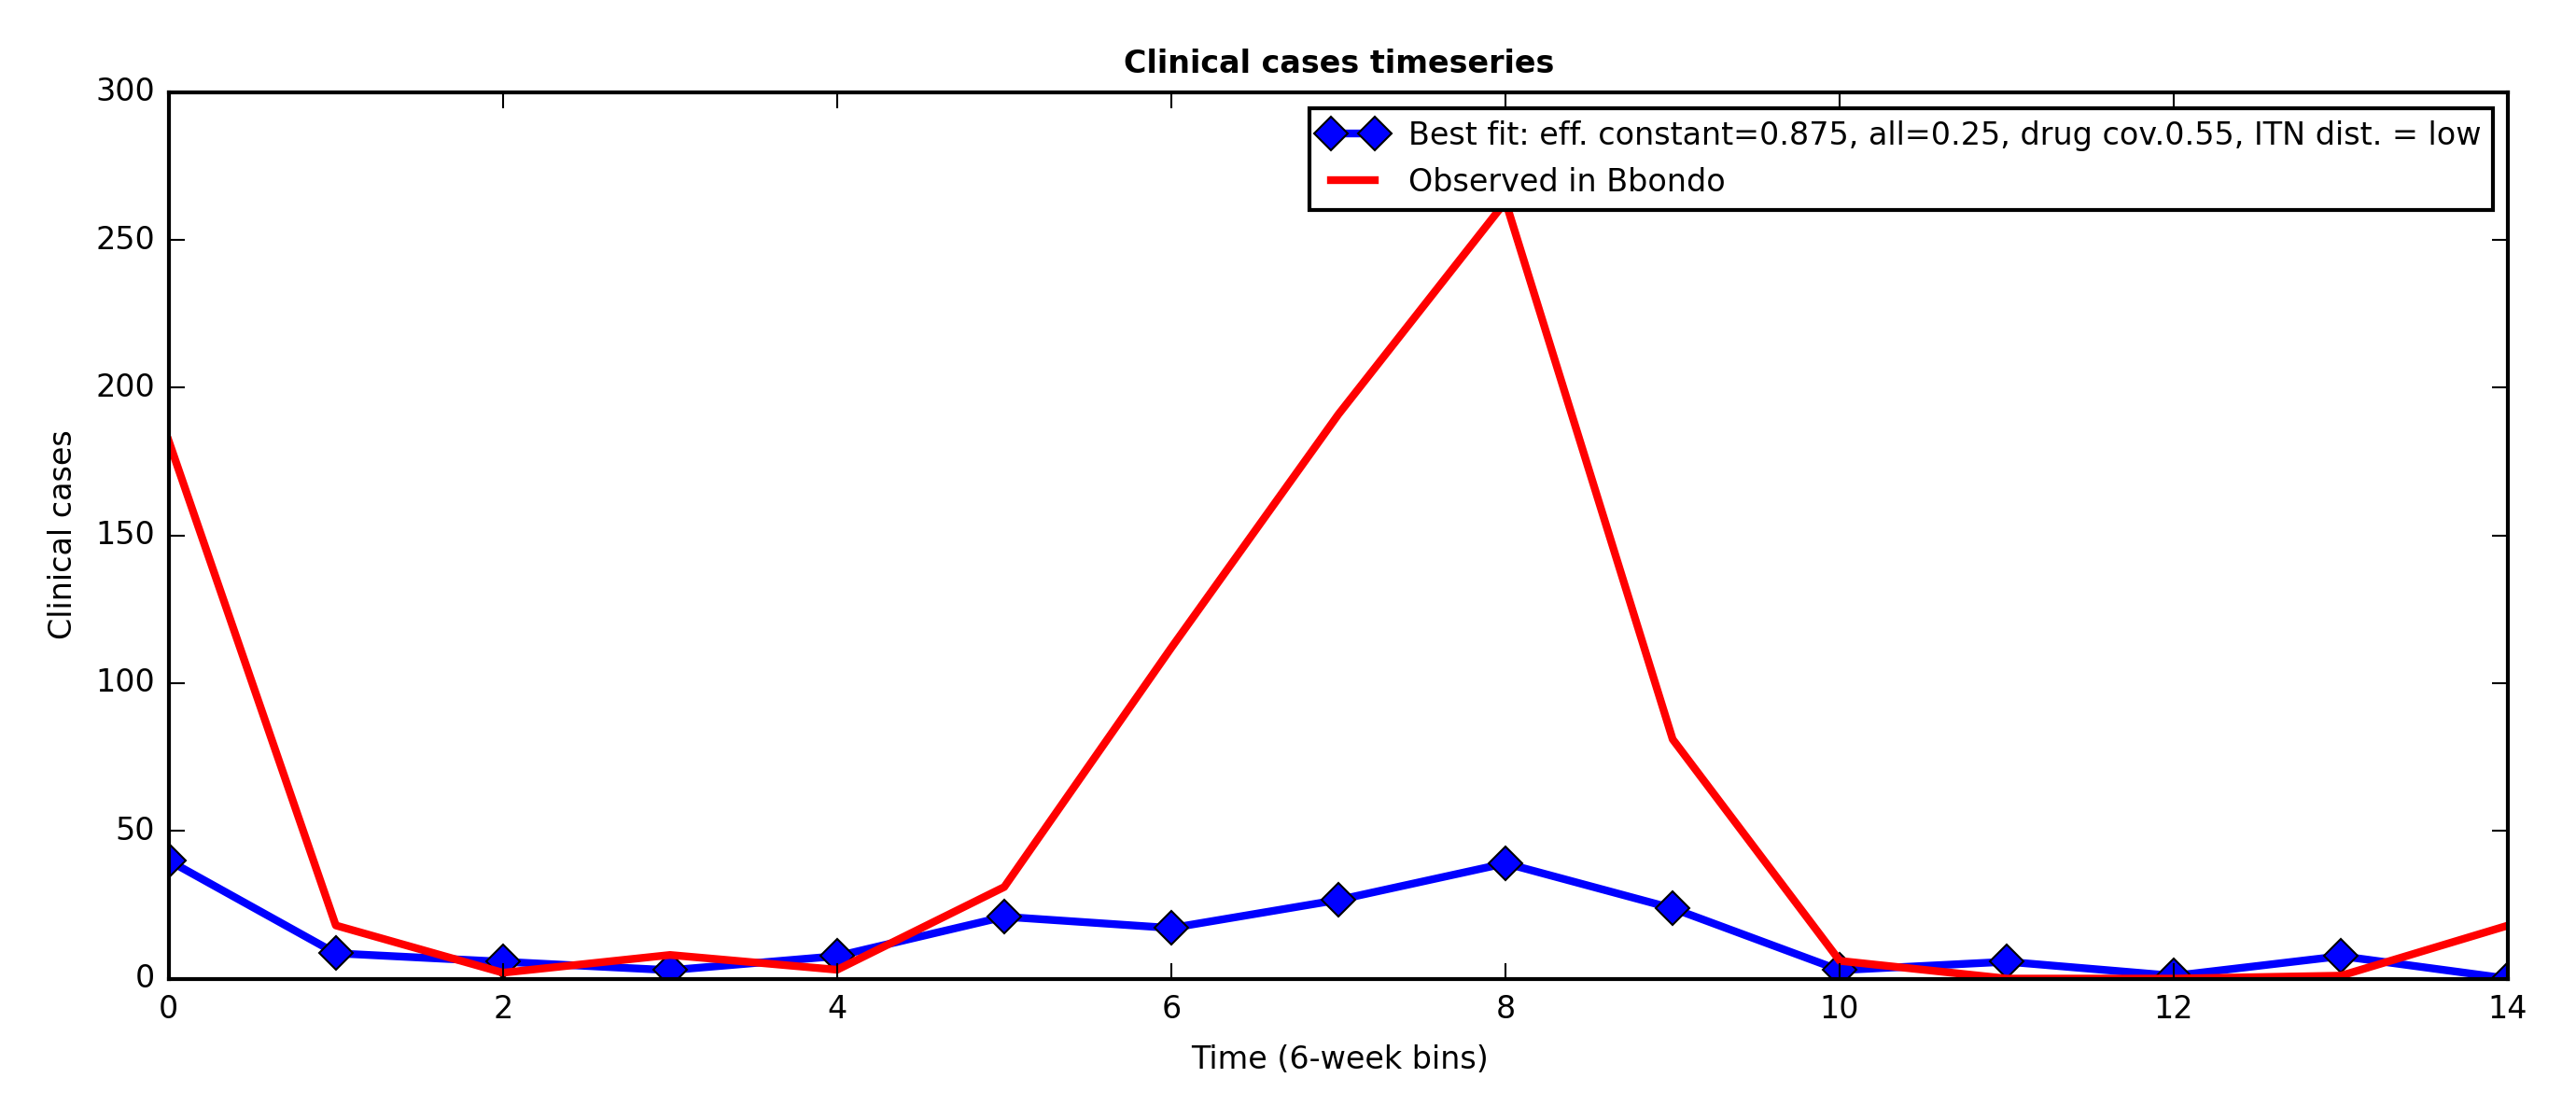 Clinical cases timeseries
300
250
200
150
100
50
0
Clinical cases
Best fit: eff. constant=0.875, all=0.25, drug cov.0.55, ITN dist. = low
Observed in Bbondo
0 2 4 6 8 10 12 14
Time (6-week bins)